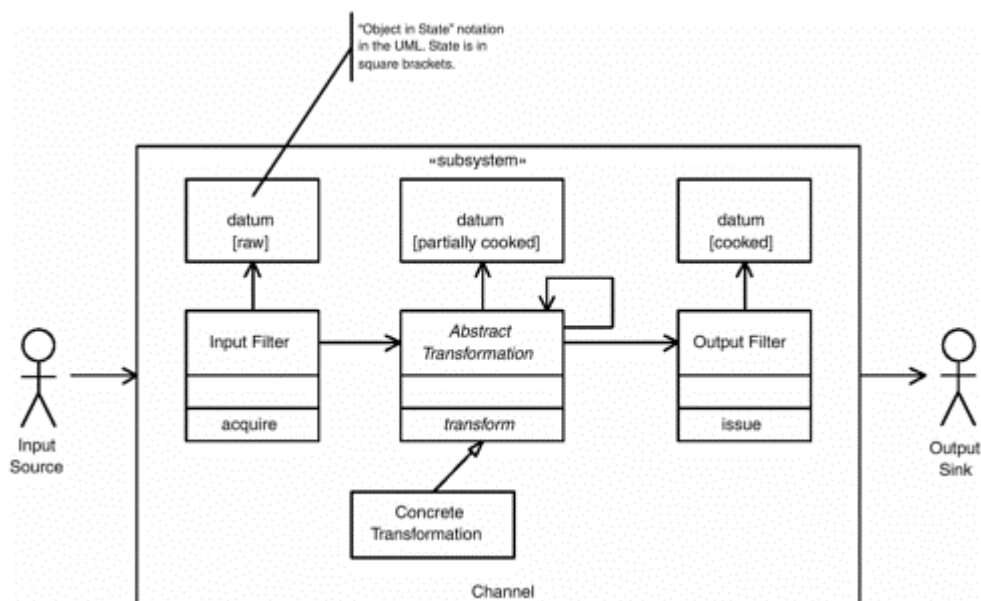 "Object in State" notation
in the UML. State is in
square brackets.
«subsystem»
datum
[raw]
datum
[partially cooked]
datum
[cooked]
Input Filter
acquire
Abstract
Transformation
transform
Output Filter
issue
Input
Source
Output
Sink
Concrete
Transformation
Channel